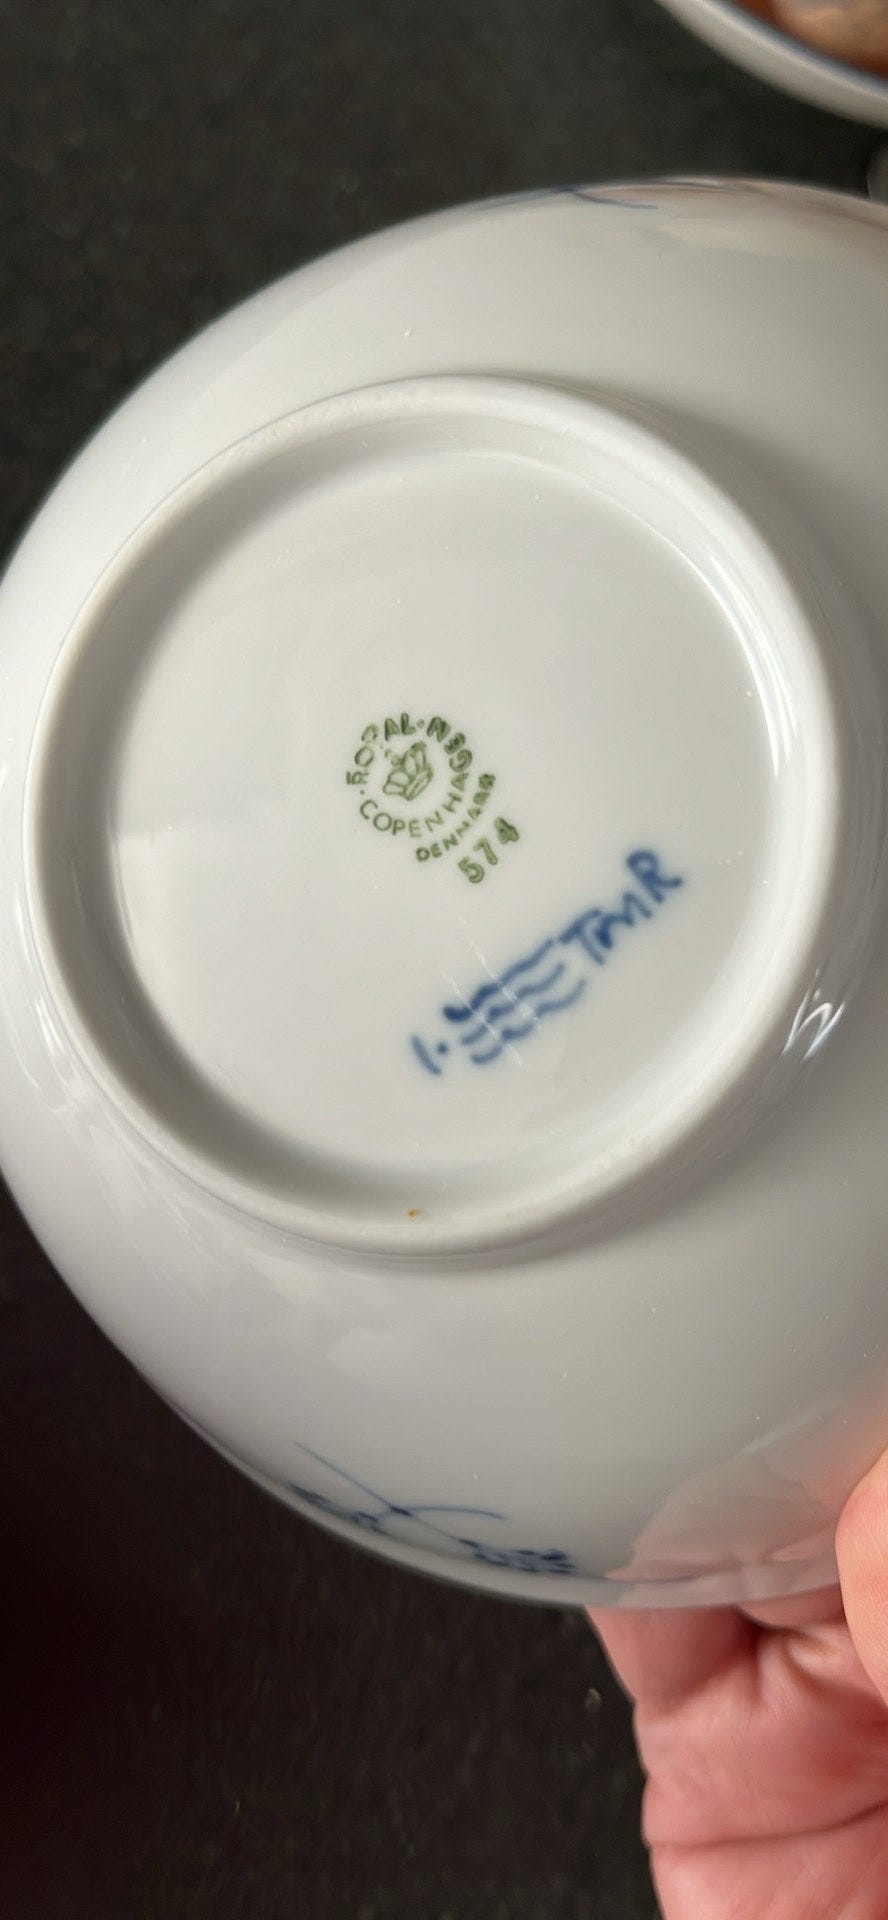 ROYAL·COPENHAGEN·
DENMARK
574
1·
TMR